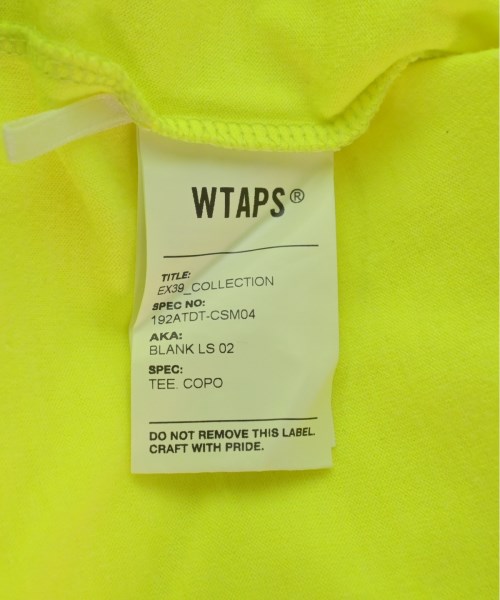 WTAPS®
TITLE:
EX39_COLLECTION
SPEC NO:
192ATDT-CSM04
AKA:
BLANK LS 02
SPEC:
TEE. COPO
DO NOT REMOVE THIS LABEL.
CRAFT WITH PRIDE.